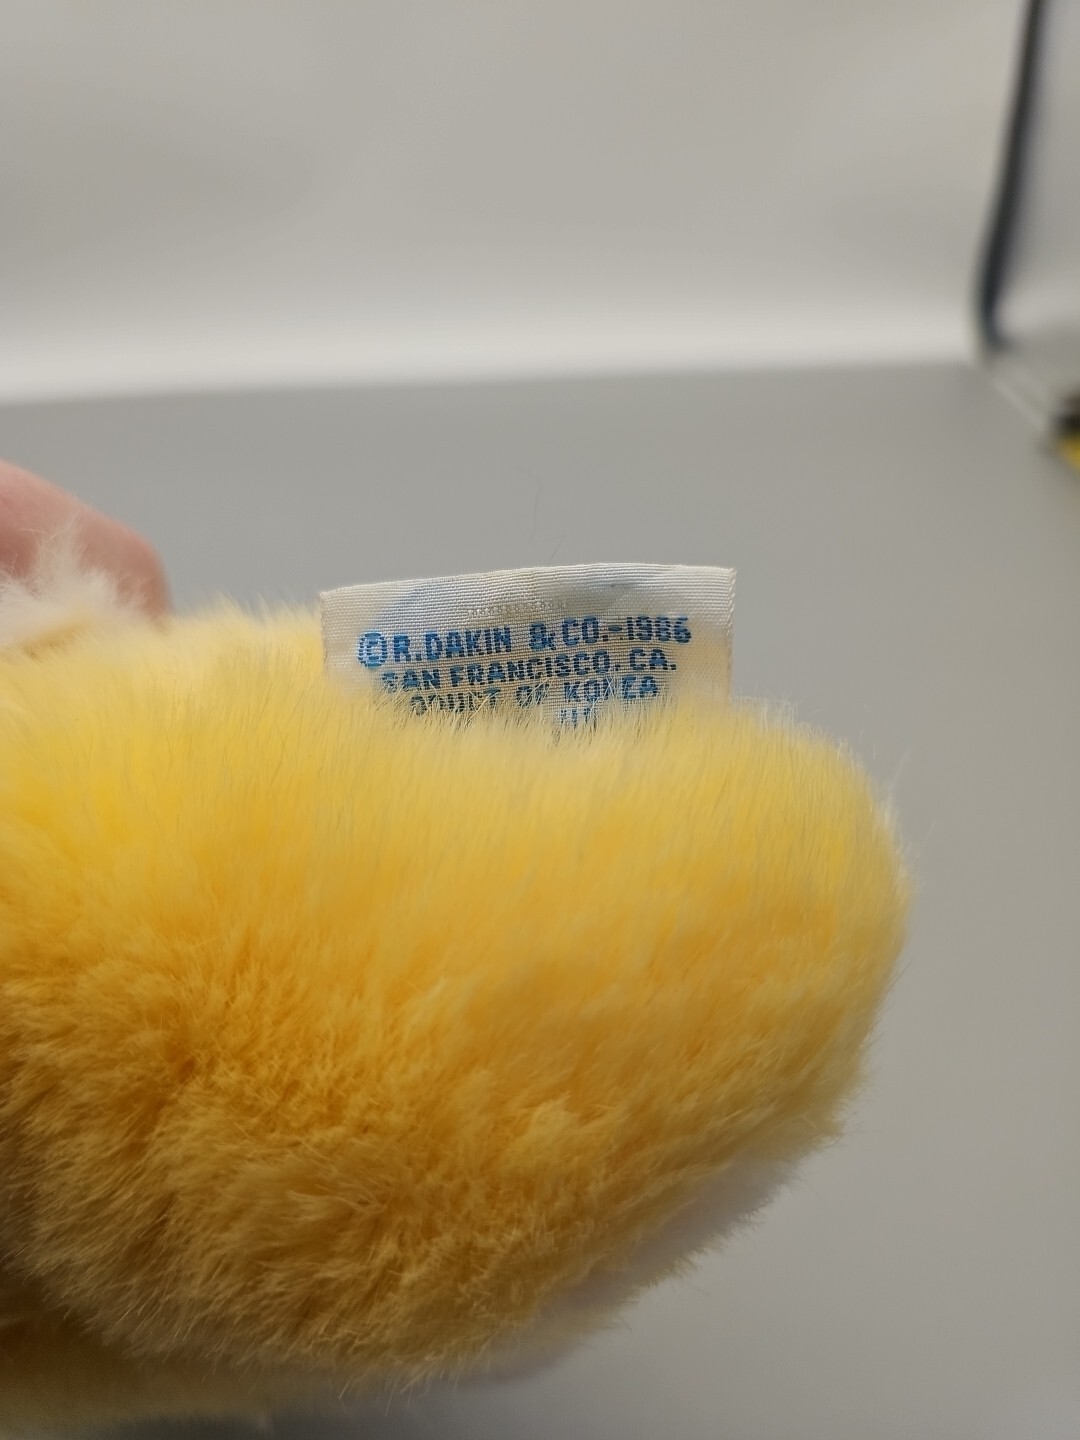 ©R.DAKIN & CO.-1986
SAN FRANCISCO, CA.
OF KOREA